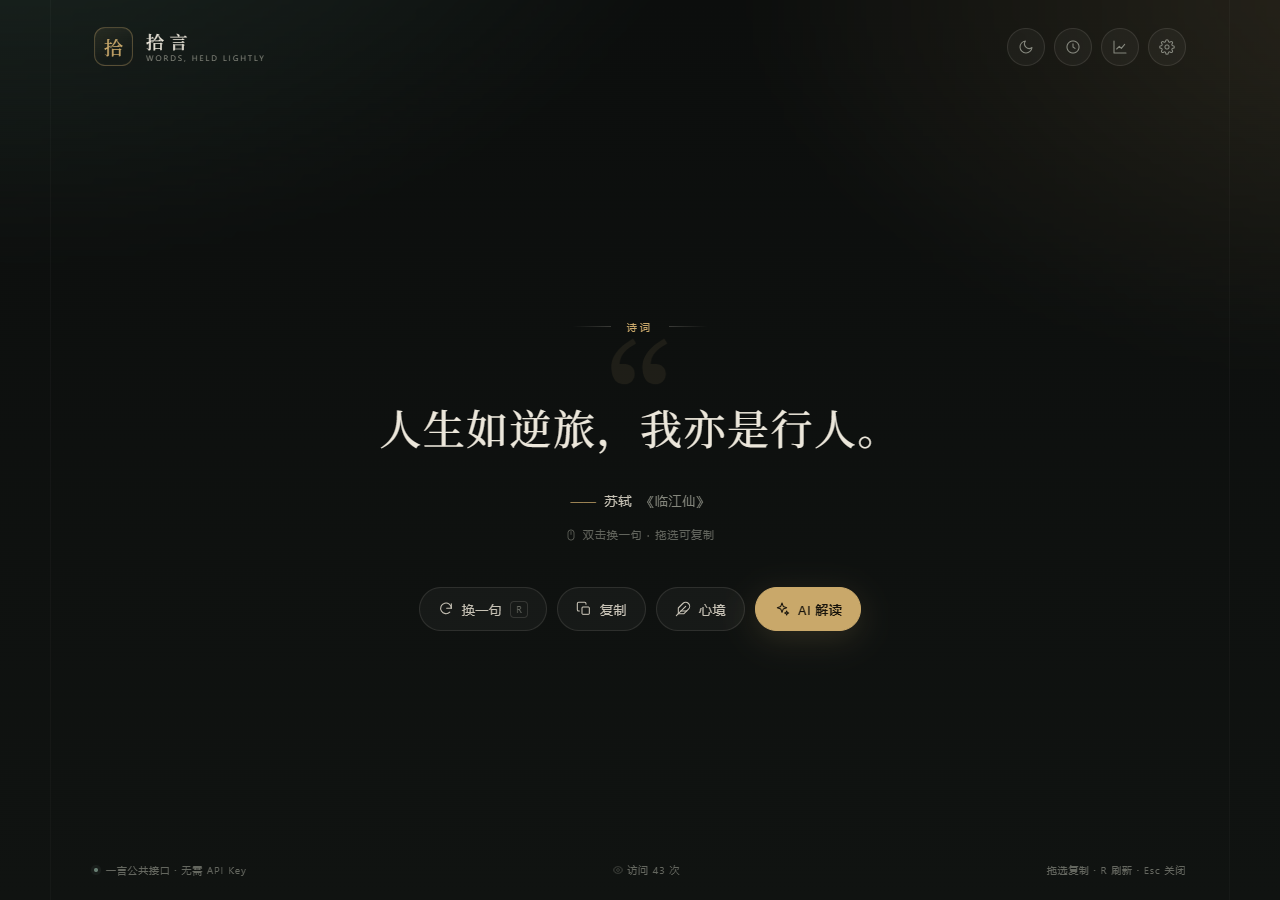 拾
拾言
WORDS, HELD LIGHTLY
诗词
“
人生如逆旅，我亦是行人。
苏轼 《临江仙》
双击换一句 · 拖选可复制
换一句 R 复制 心境 AI 解读
一言公共接口 · 无需 API Key
访问 43 次
拖选复制 · R 刷新 · Esc 关闭